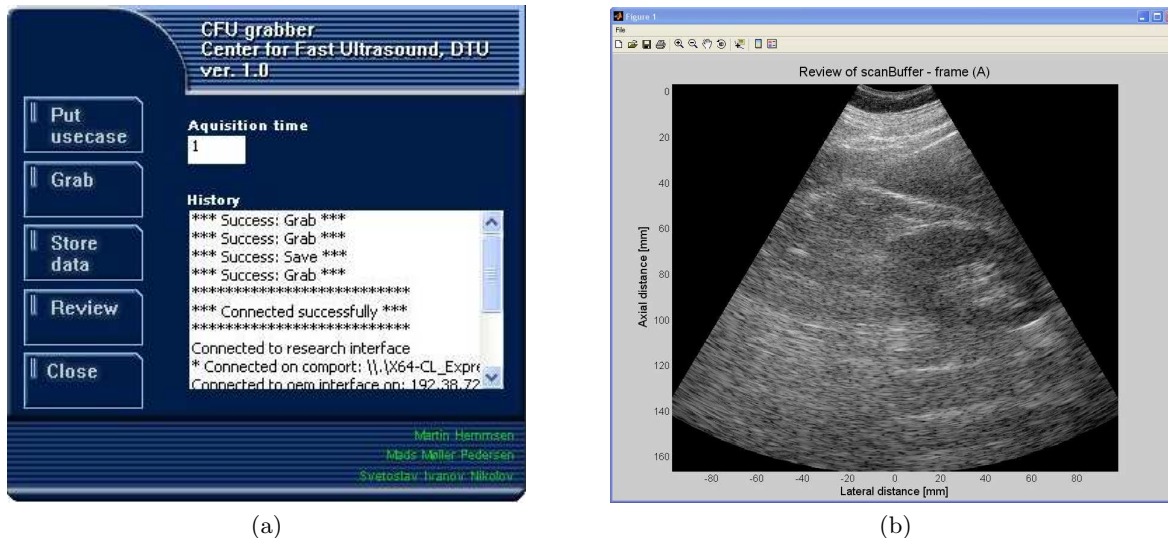 CFU grabber
Center for Fast Ultrasound, DTU
ver. 1.0
Put
usecase
Grab
Store
data
Review
Close
Aquisition time
1
History
*** Success: Grab ***
*** Success: Grab ***
*** Success: Save ***
*** Success: Grab ***
**************************
*** Connected successfully ***
**************************
Connected to research interface
* Connected on comport: \\.\X64-CL_Expre
Connected to oem interface on: 192.38.72
Martin Hemmsen
Mads Møller Pedersen
Svetoslav Ivanov Nikolov
(a)
Figure 1
File
Review of scanBuffer - frame (A)
Axial distance [mm]
0
20
40
60
80
100
120
140
160
-80 -60 -40 -20 0 20 40 60 80
Lateral distance [mm]
(b)